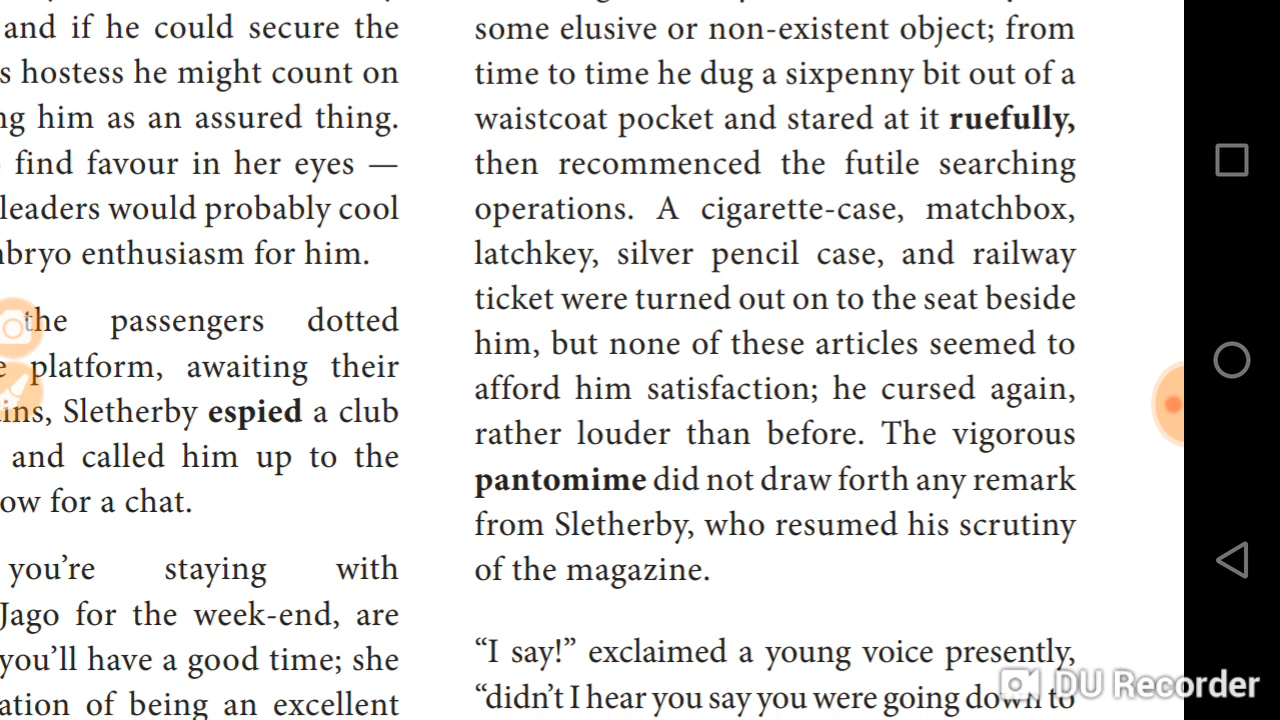 and if he could secure the
s hostess he might count on
ng him as an assured thing.
find favour in her eyes —
leaders would probably cool
bryo enthusiasm for him.
the passengers dotted
e platform, awaiting their
ins, Sletherby espied a club
and called him up to the
ow for a chat.
you're staying with
Jago for the week-end, are
you'll have a good time; she
ation of being an excellent
some elusive or non-existent object; from
time to time he dug a sixpenny bit out of a
waistcoat pocket and stared at it ruefully,
then recommenced the futile searching
operations. A cigarette-case, matchbox,
latchkey, silver pencil case, and railway
ticket were turned out on to the seat beside
him, but none of these articles seemed to
afford him satisfaction; he cursed again,
rather louder than before. The vigorous
pantomime did not draw forth any remark
from Sletherby, who resumed his scrutiny
of the magazine.
“I say!” exclaimed a young voice presently,
“didn't I hear you say you were going down to
DU Recorder